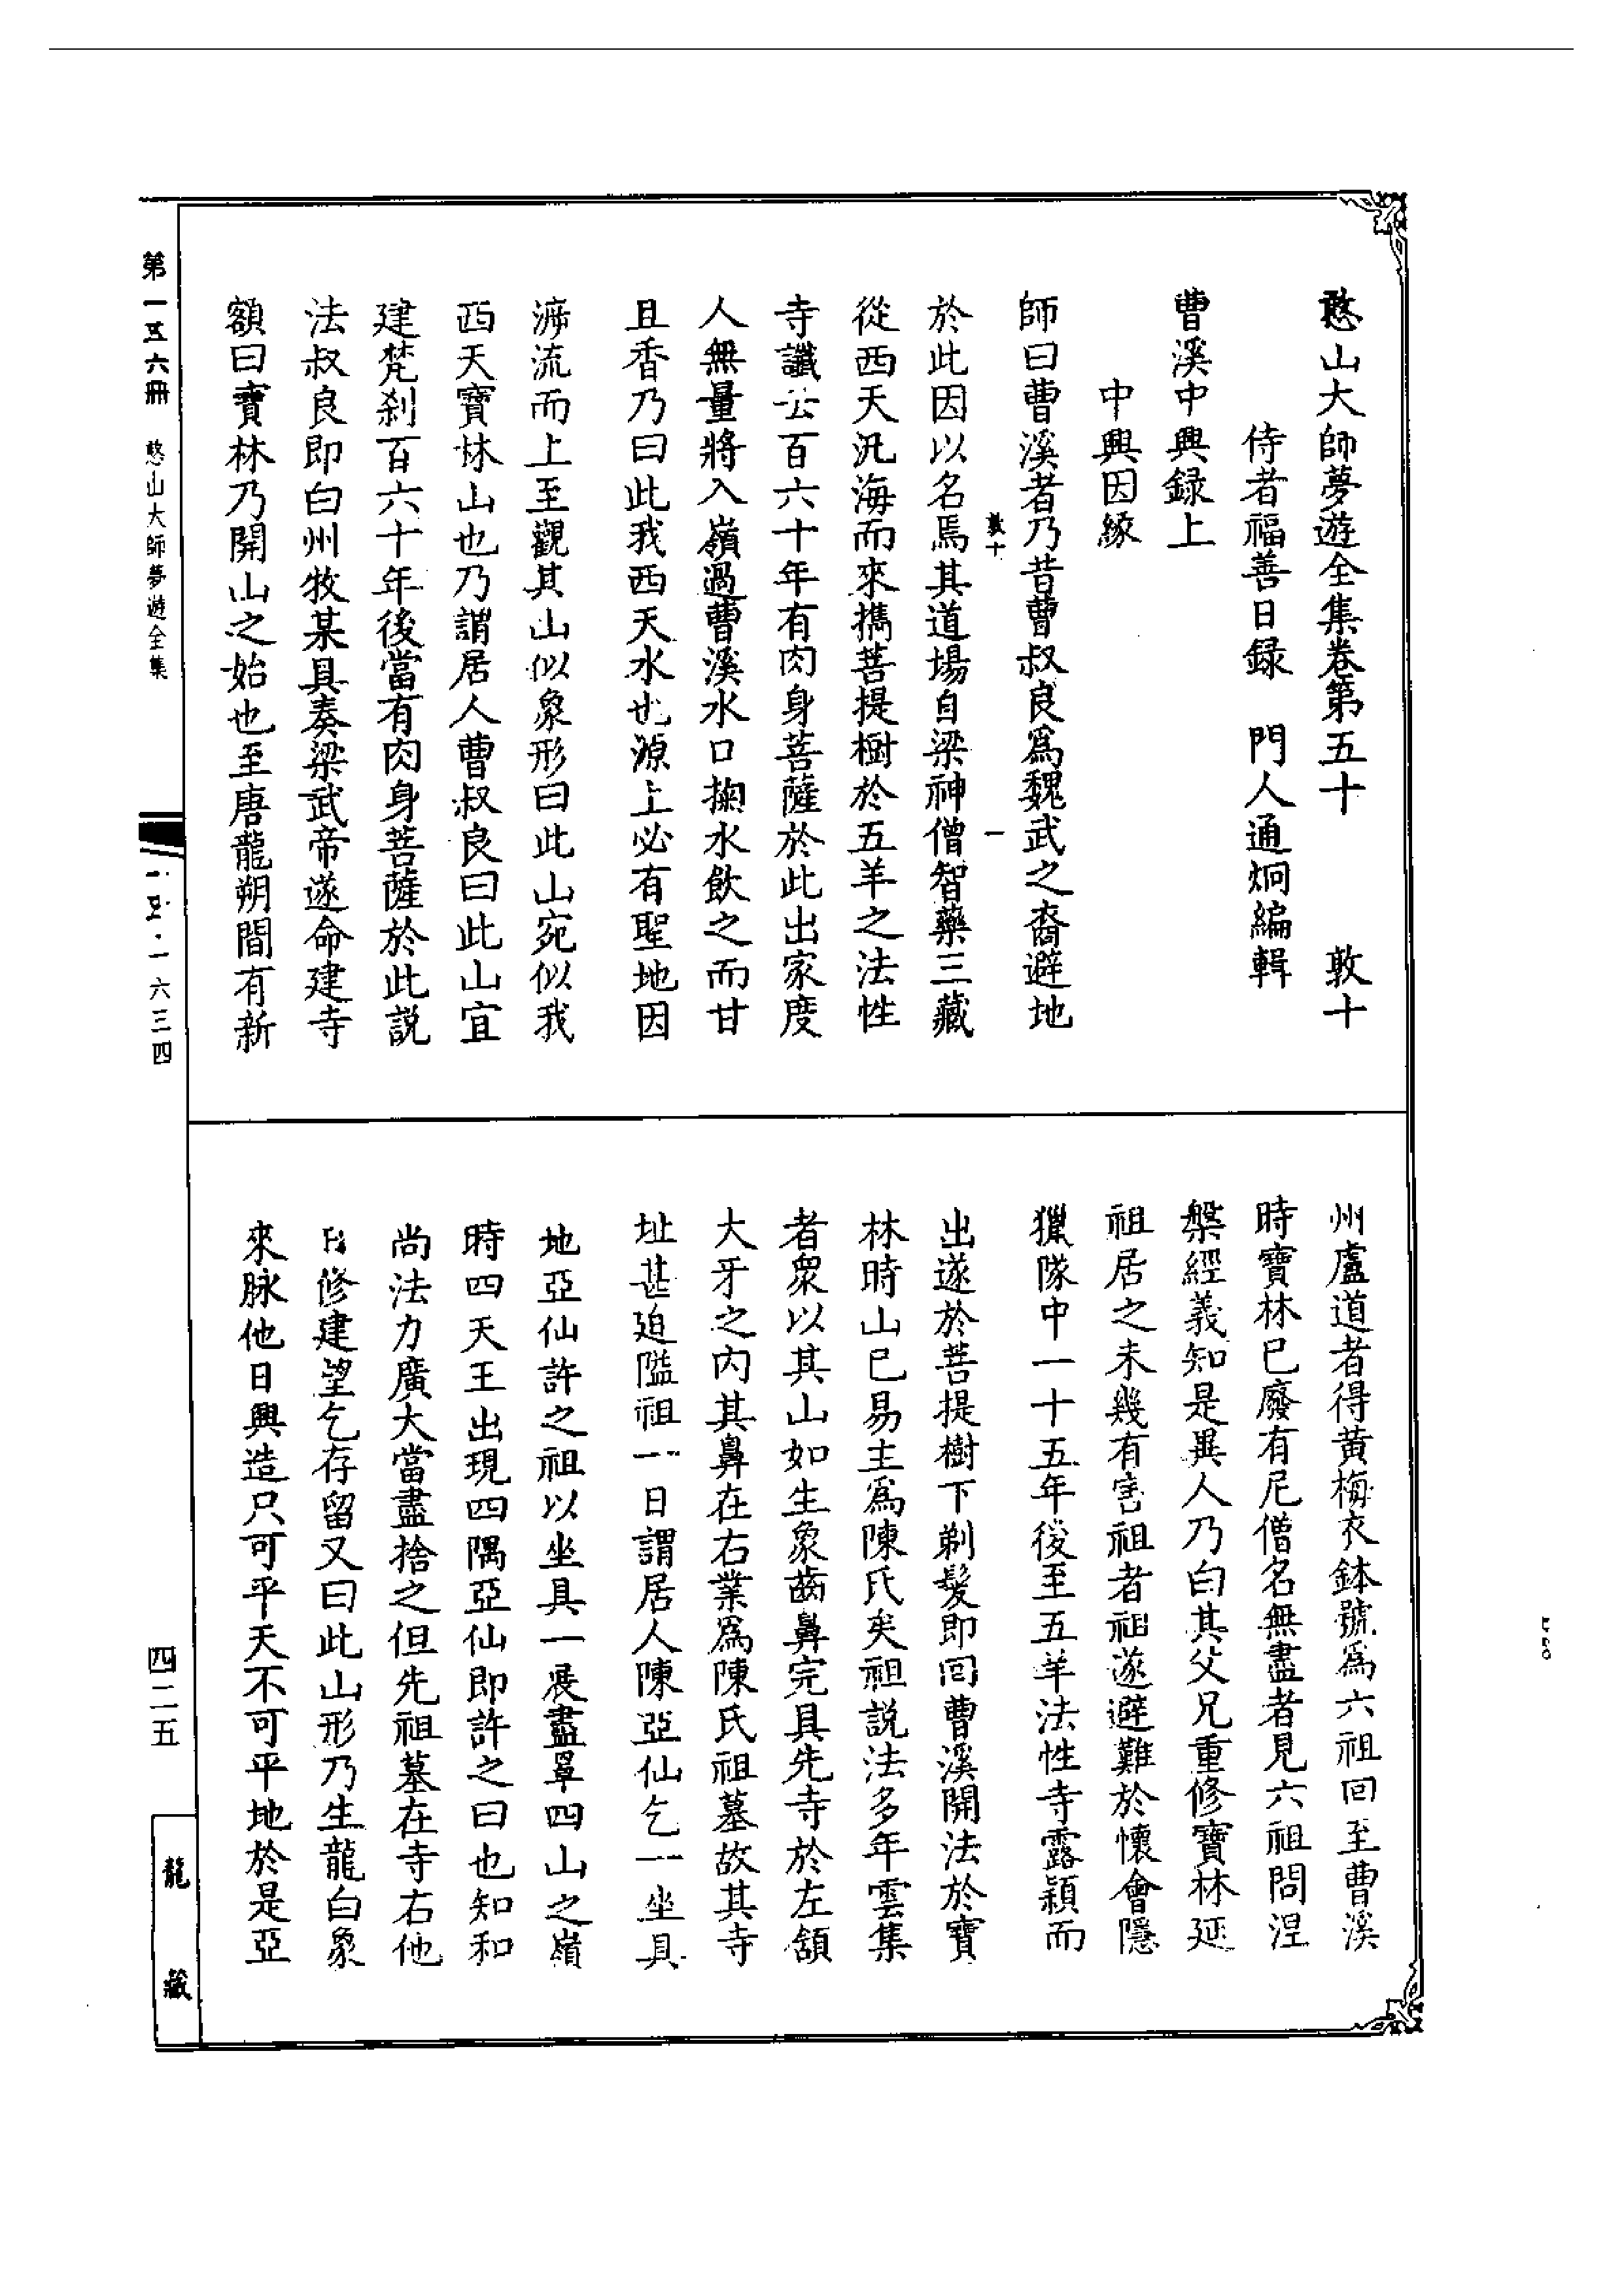 憨山大師夢遊全集卷第五十　敦十
侍者福善日録　門人通炯編輯
曹溪中興録上
中興因緣
師曰曹溪者乃昔曹叔良爲魏武之裔避地
敦十　一
於此因以名焉其道場自梁神僧智藥三藏
從西天汎海而來攜菩提樹於五羊之法性
寺讖云百六十年有肉身菩薩於此出家度
人無量將入嶺過曹溪水口掬水飲之而甘
且香乃曰此我西天水也源上必有聖地因
泝流而上至觀其山似象形曰此山宛似我
西天寶林山也乃謂居人曹叔良曰此山宜
建梵剎百六十年後當有肉身菩薩於此説
法叔良即白州牧某具奏梁武帝遂命建寺
額曰寶林乃開山之始也至唐龍朔間有新
州盧道者得黄梅衣鉢號爲六祖回至曹溪
時寶林已廢有尼僧名無盡者見六祖問涅
槃經義知是異人乃白其父兄重修寶林延
祖居之未幾有害祖者祖遂避難於懷會隱
獵隊中一十五年後至五羊法性寺露穎而
出遂於菩提樹下剃髮即回曹溪開法於寶
林時山已易主爲陳氏矣祖説法多年雲集
者衆以其山如生象齒鼻完具先寺於左頷
大牙之内其鼻在右業爲陳氏祖墓故其寺
址甚迫隘祖一日謂居人陳亞仙乞一坐具
地亞仙許之祖以坐具一展盡罩四山之嶺
時四天王出現四隅亞仙即許之曰也知和
尚法力廣大當盡捨之但先祖墓在寺右他
日修建望乞存留又曰此山形乃生龍白象
來脉他日興造只可平天不可平地於是亞
第一五六冊　憨山大師夢遊全集
一五·一六三四
四二五
龍藏